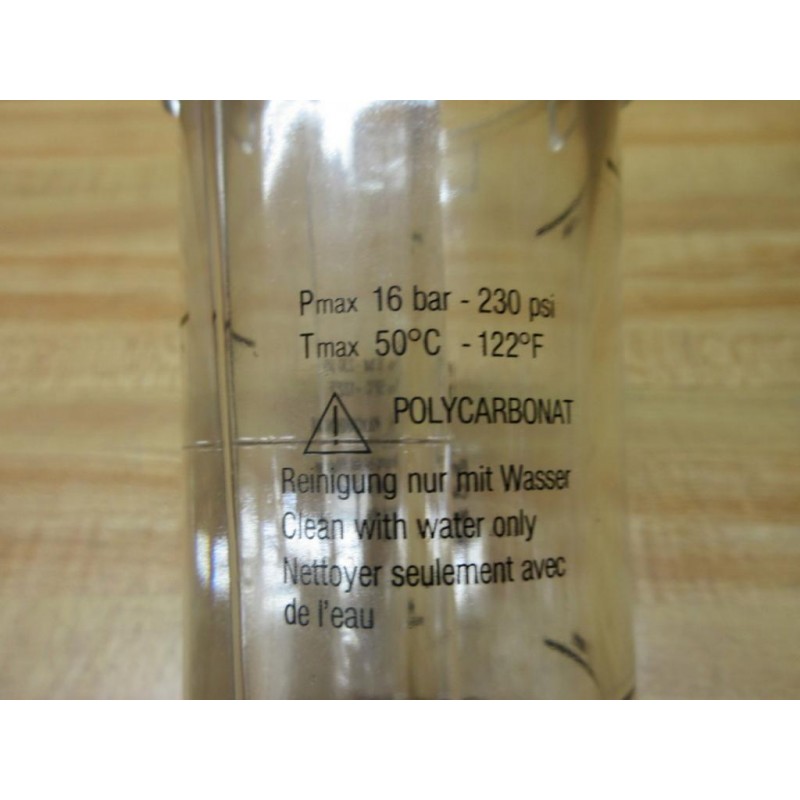 Pmax 16 bar - 230 psi
Tmax 50°C - 122°F
POLYCARBONAT
Reinigung nur mit Wasser
Clean with water only
Nettoyer seulement avec
de l'eau